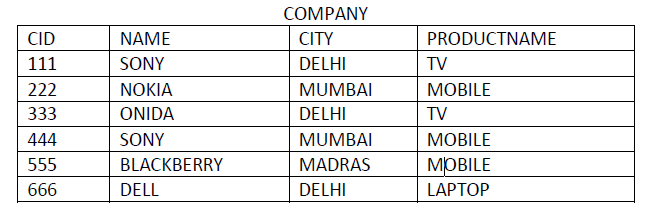 COMPANY
CID NAME CITY PRODUCTNAME
111 SONY DELHI TV
222 NOKIA MUMBAI MOBILE
333 ONIDA DELHI TV
444 SONY MUMBAI MOBILE
555 BLACKBERRY MADRAS MOBILE
666 DELL DELHI LAPTOP